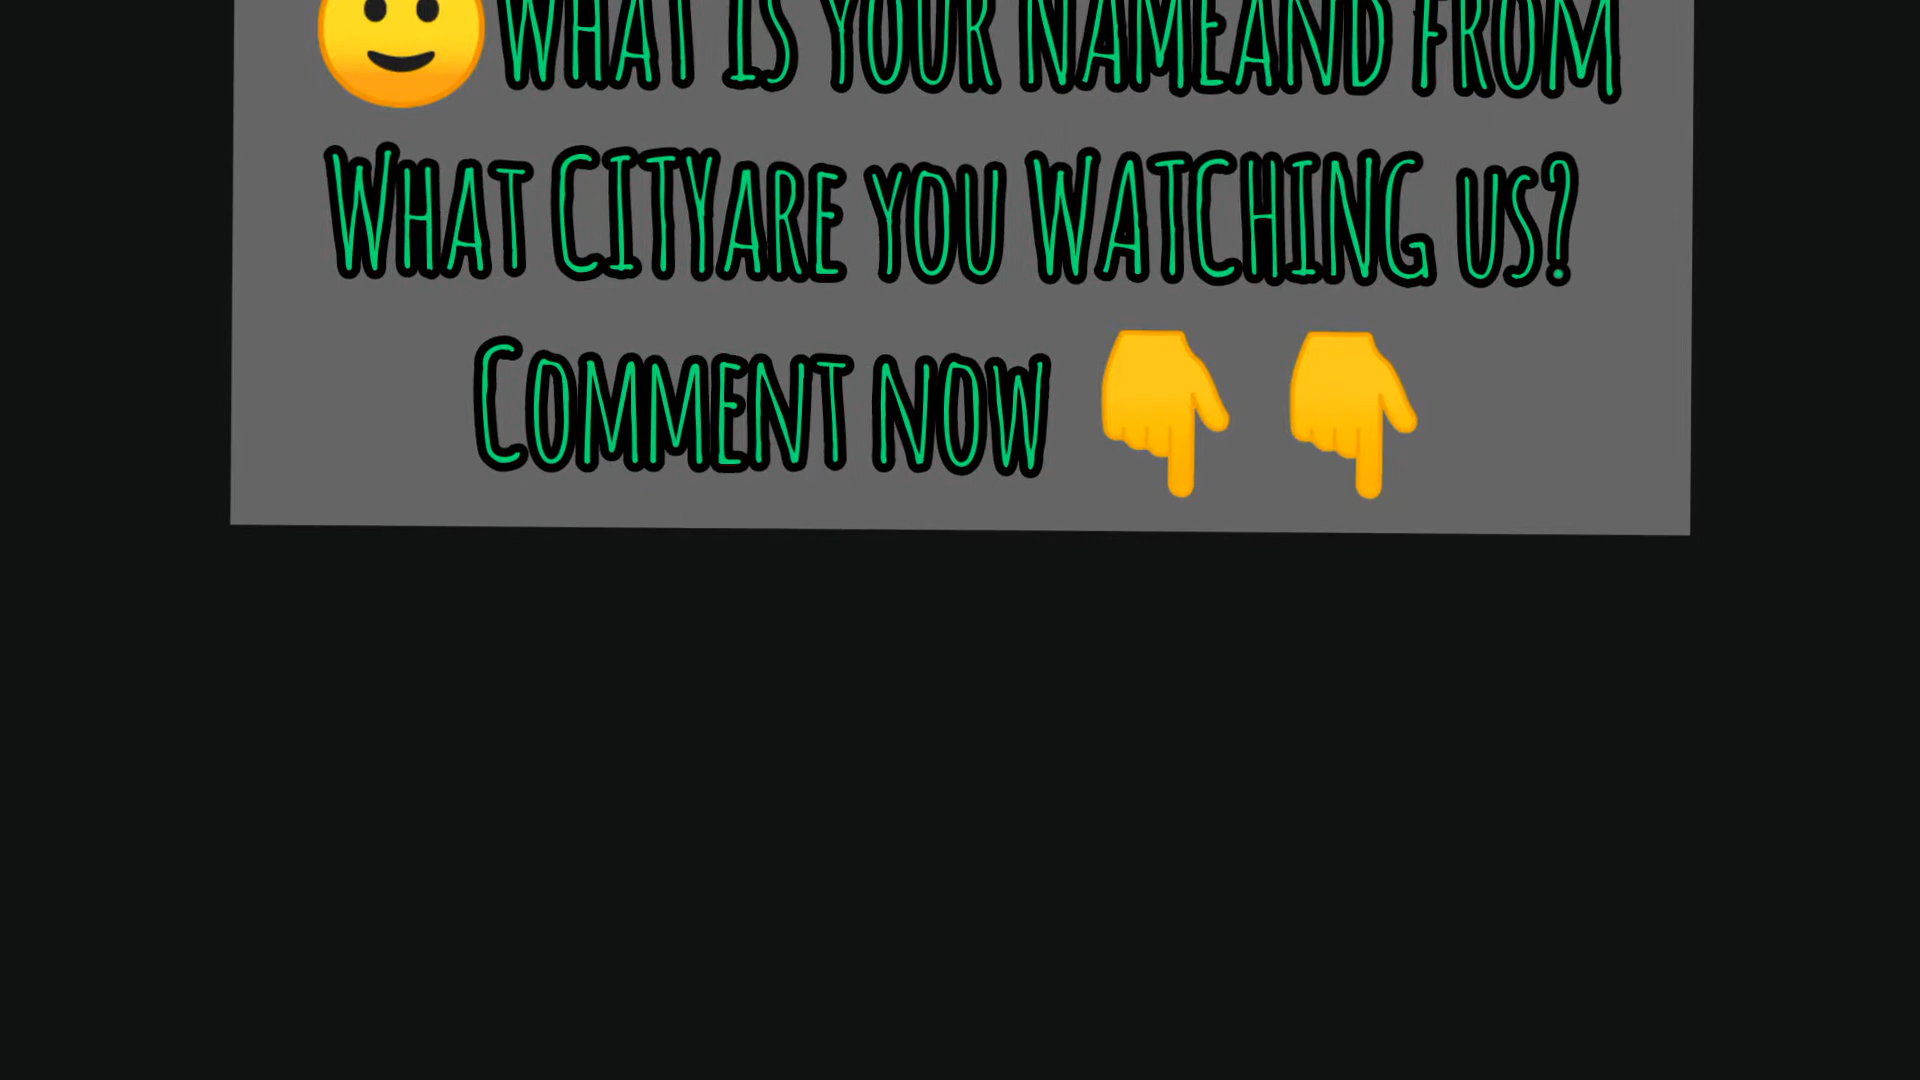 🙂WHAT IS YOUR NAMEAND FROM
WHAT CITYARE YOU WATCHING US?
COMMENT NOW 👇 👇